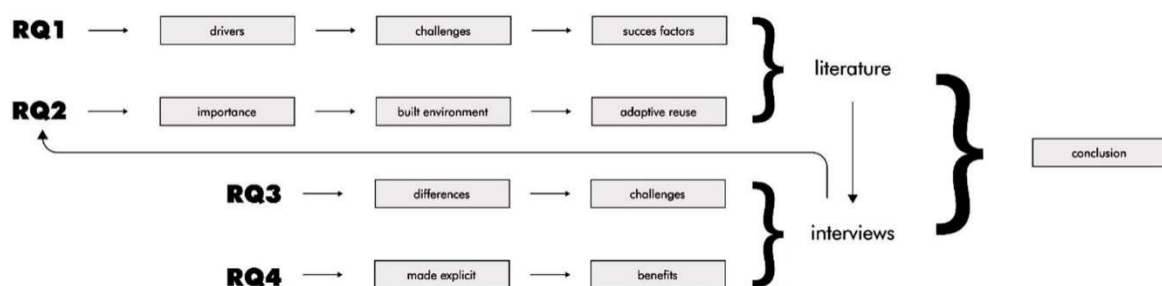 RQ1
drivers
challenges
succes factors
literature
RQ2
importance
built environment
adaptive reuse
conclusion
RQ3
differences
challenges
interviews
RQ4
made explicit
benefits